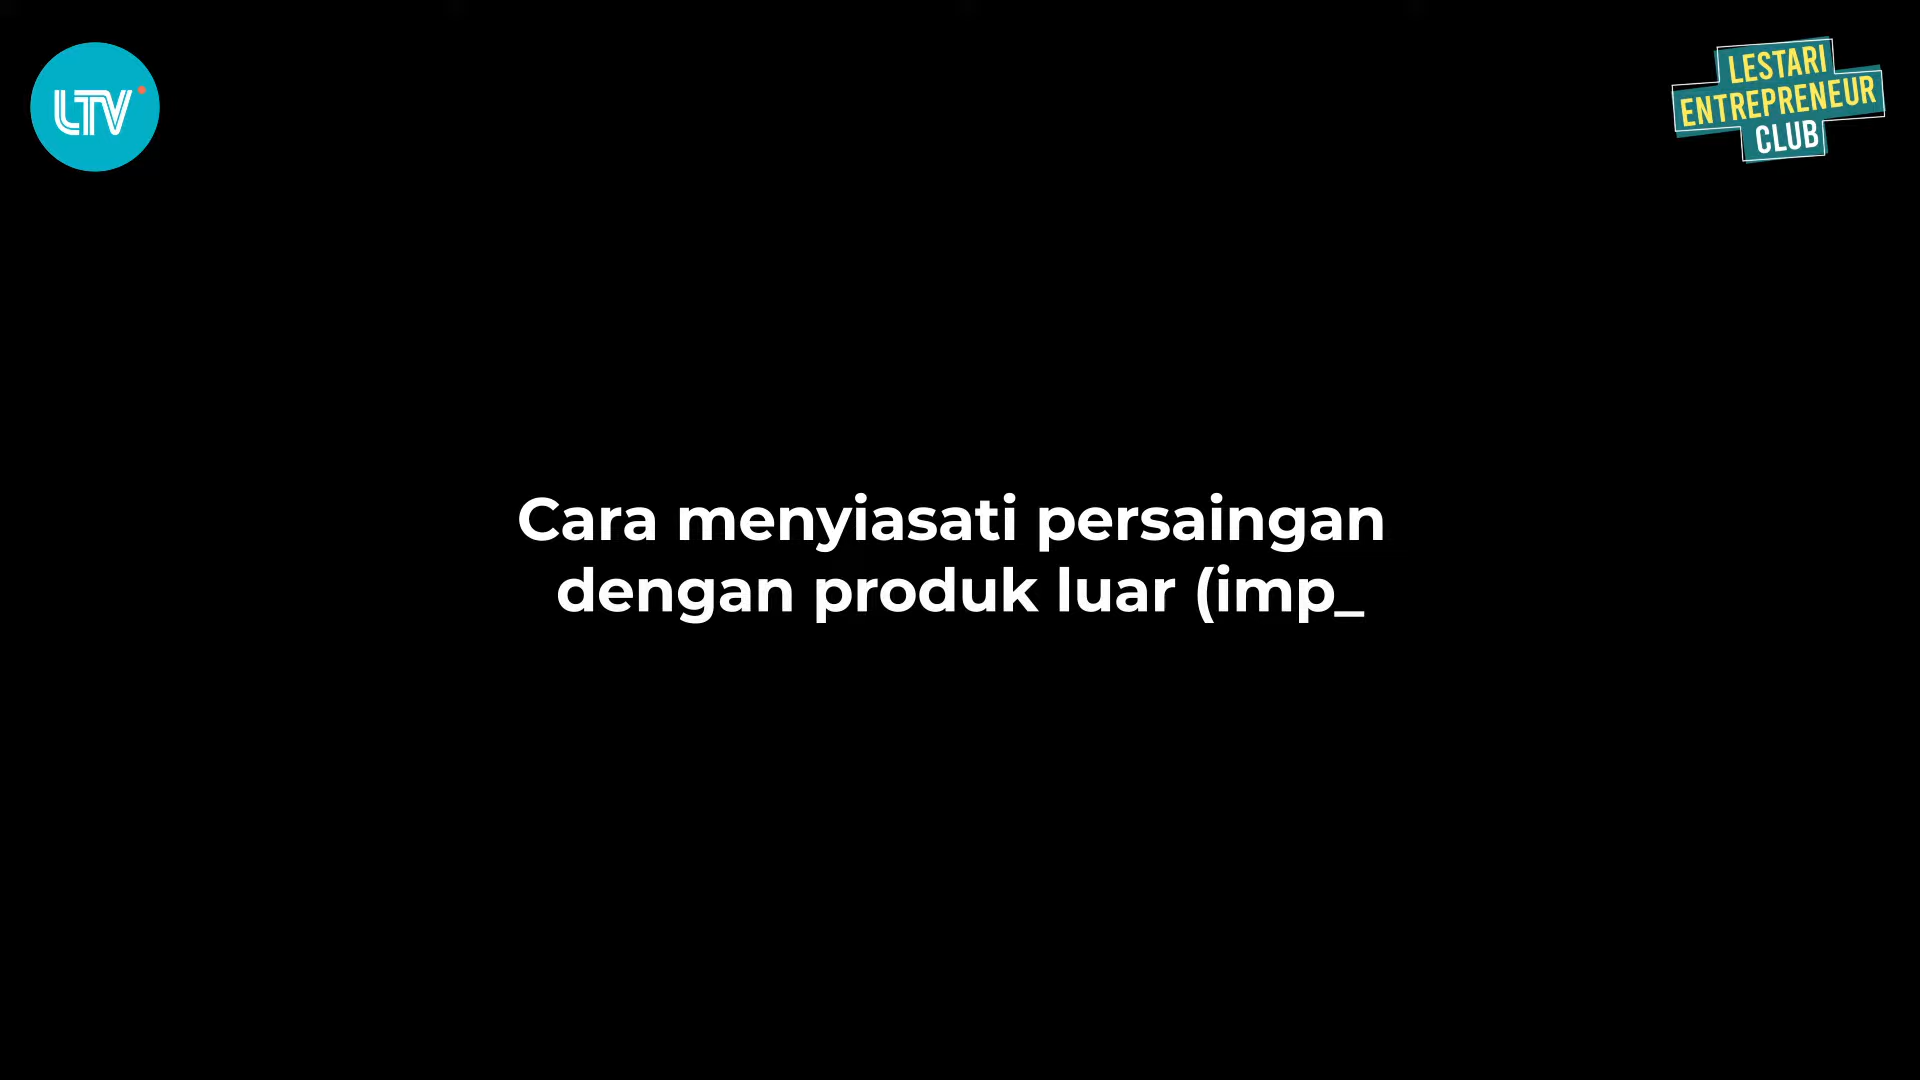 LTV
LESTARI
ENTREPRENEUR
CLUB
Cara menyiasati persaingan
dengan produk luar (imp_